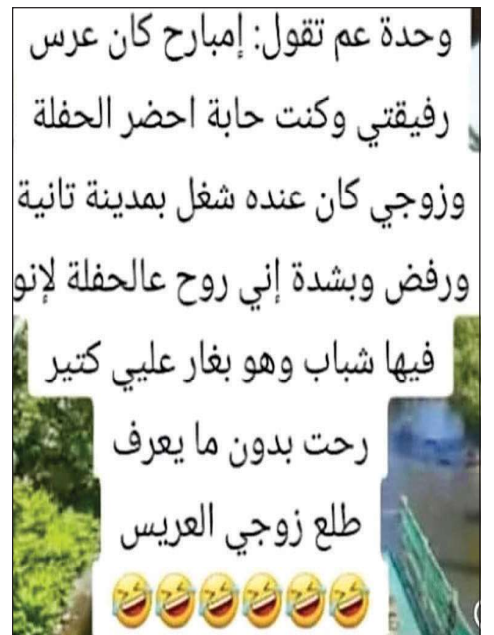 وحدة عم تقول: إمبارح كان عرس
رفيقتي وكنت حابة احضر الحفلة
وزوجي كان عنده شغل بمدينة تانية
ورفض وبشدة إني روح عالحفلة لإنو
فيها شباب وهو بغار عليي كتير
رحت بدون ما يعرف
طلع زوجي العريس
🤣🤣🤣🤣🤣🤣